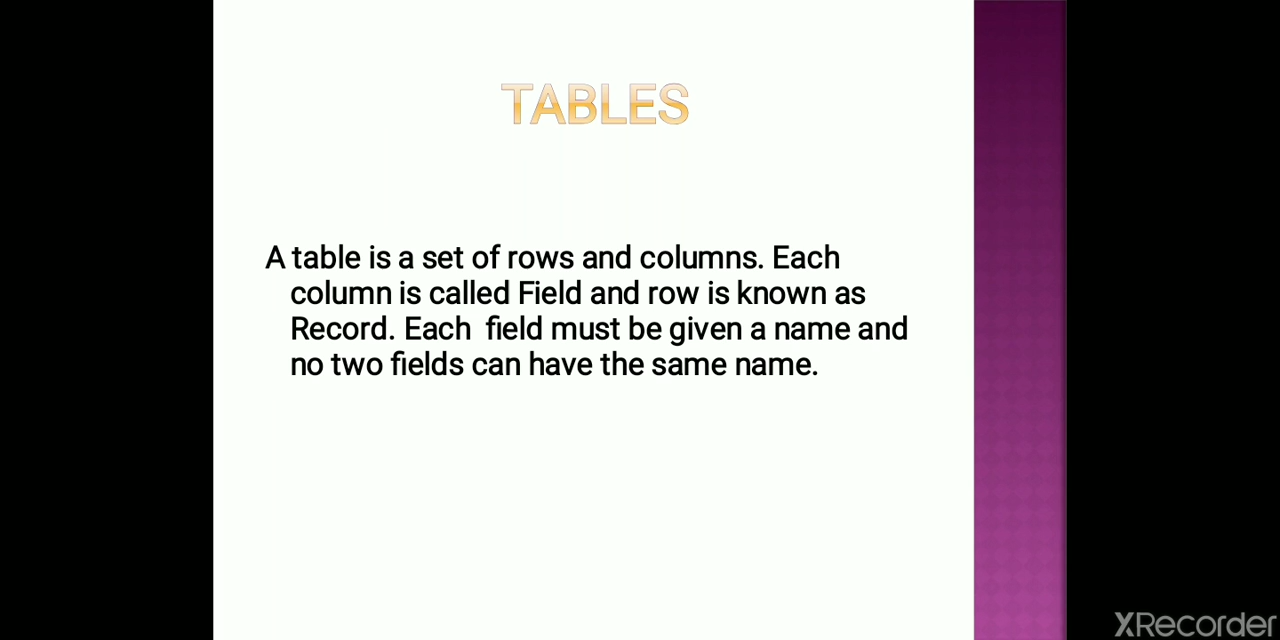 TABLES
A table is a set of rows and columns. Each
column is called Field and row is known as
Record. Each  field must be given a name and
no two fields can have the same name.
XRecorder